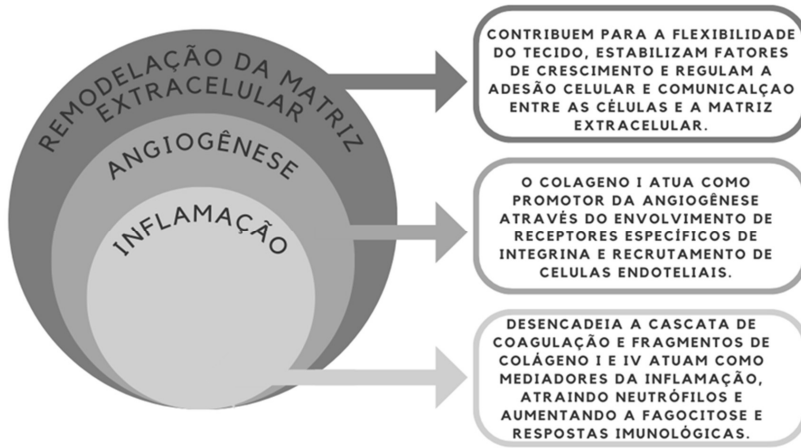 REMODELAÇÃO DA MATRIZ
EXTRACELULAR
CONTRIBUEM PARA A FLEXIBILIDADE
DO TECIDO, ESTABILIZAM FATORES
DE CRESCIMENTO E REGULAM A
ADESÃO CELULAR E COMUNICALÇAO
ENTRE AS CÉLULAS E A MATRIZ
EXTRACELULAR.
ANGIOGÊNESE
O COLAGENO I ATUA COMO
PROMOTOR DA ANGIOGÊNESE
ATRAVÉS DO ENVOLVIMENTO DE
RECEPTORES ESPECÍFICOS DE
INTEGRINA E RECRUTAMENTO DE
CELULAS ENDOTELIAIS.
INFLAMAÇÃO
DESENCADEIA A CASCATA DE
COAGULAÇÃO E FRAGMENTOS DE
COLÁGENO I E IV ATUAM COMO
MEDIADORES DA INFLAMAÇÃO,
ATRAINDO NEUTRÓFILOS E
AUMENTANDO A FAGOCITOSE E
RESPOSTAS IMUNOLÓGICAS.